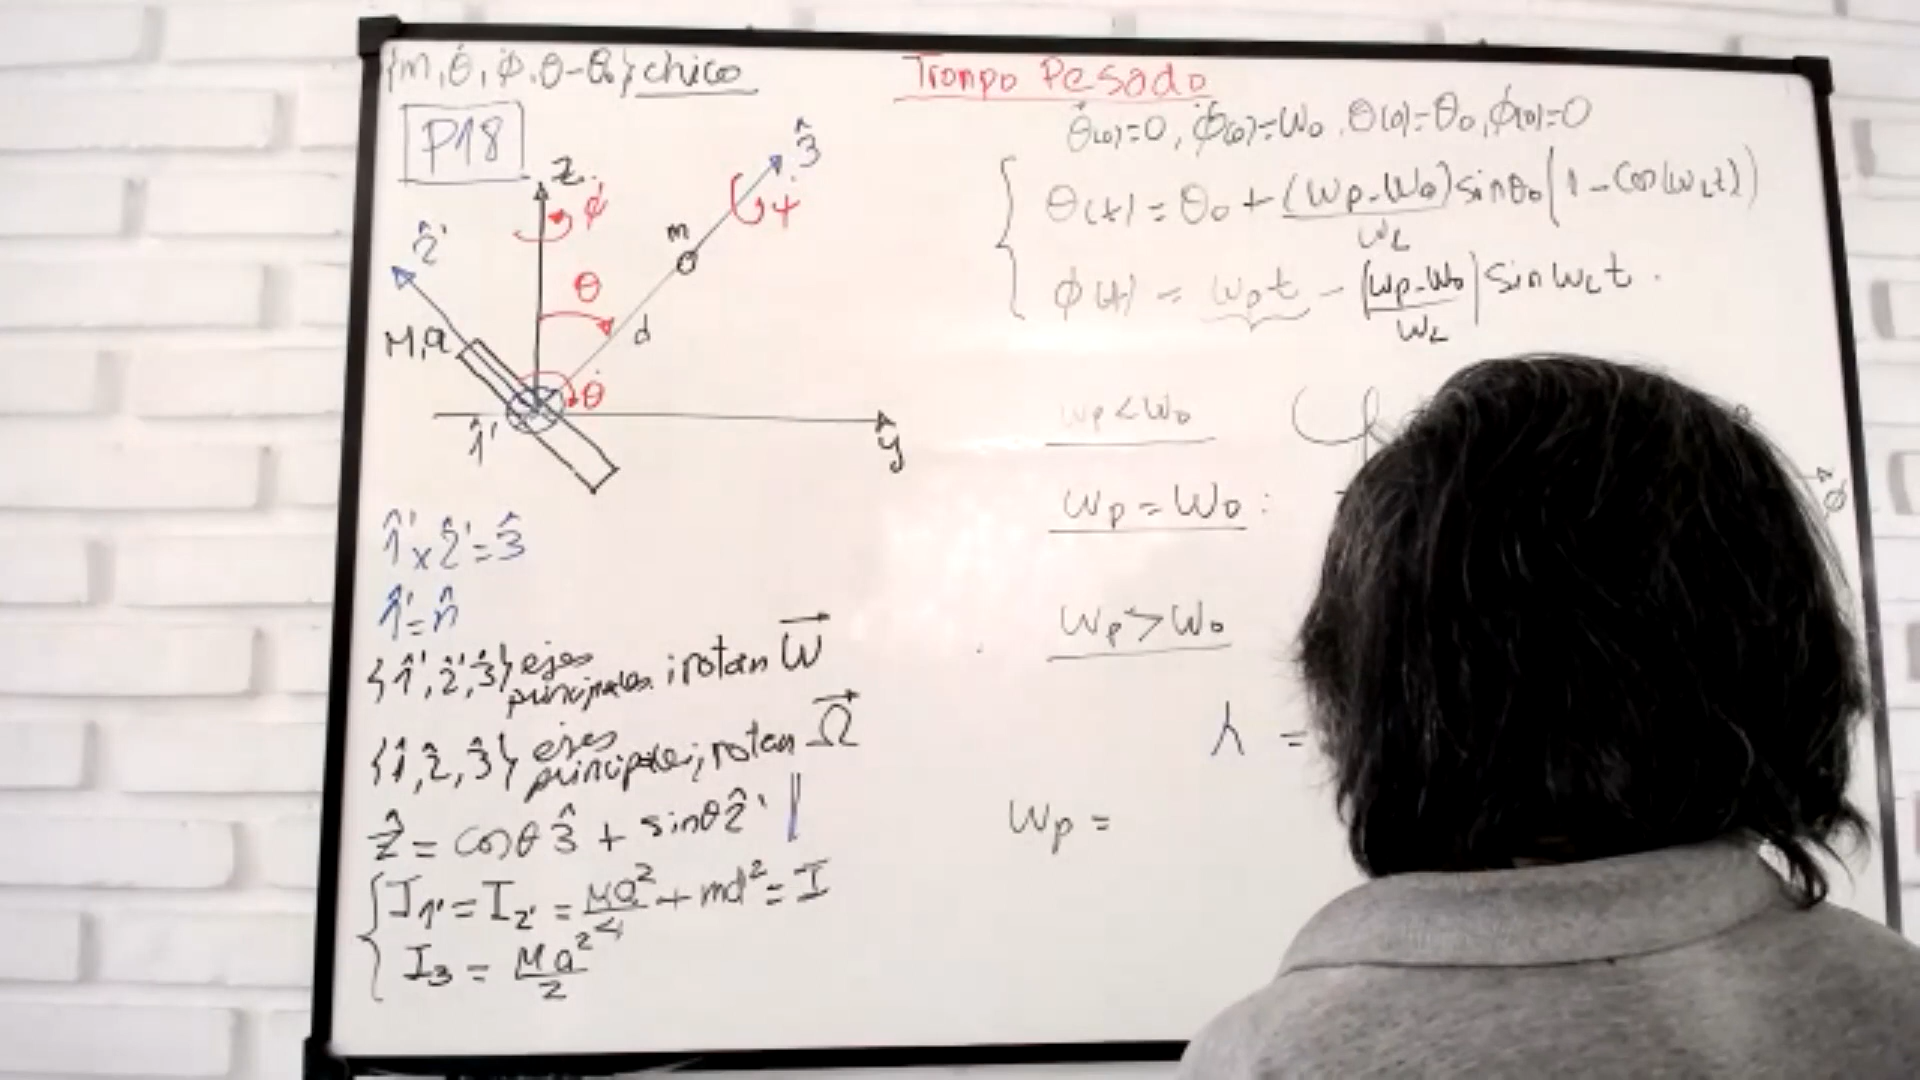 {m, θ̇, φ̇, θ-θ₀} chico
Trompo Pesado
P18
θ̇(0)=0, φ̇(0)=ω₀, θ(0)=θ₀, φ(0)=0
θ(t) = θ₀ + (ωp-ω₀)/ωL sinθ₀ (1 - Cos(ωLt))
φ(t) = ωpt - (ωp-ω₀)/ωL sin ωLt.
z
φ̇
3̂
ψ̇
m
2̂'
θ
d
M,a
θ̇
1̂'
y
ωp<ω₀
φ
ωp=ω₀:
ωp>ω₀
λ =
ωp =
1̂'×2̂'=3̂
1̂'=n̂
{1̂',2̂',3̂} ejes principales; rotan ω⃗
{1̂,2̂,3̂} ejes principales; rotan Ω⃗
ẑ = cosθ 3̂ + sinθ 2̂'
I₁' = I₂' = Ma²/4 + md² = I
I₃ = Ma²/2